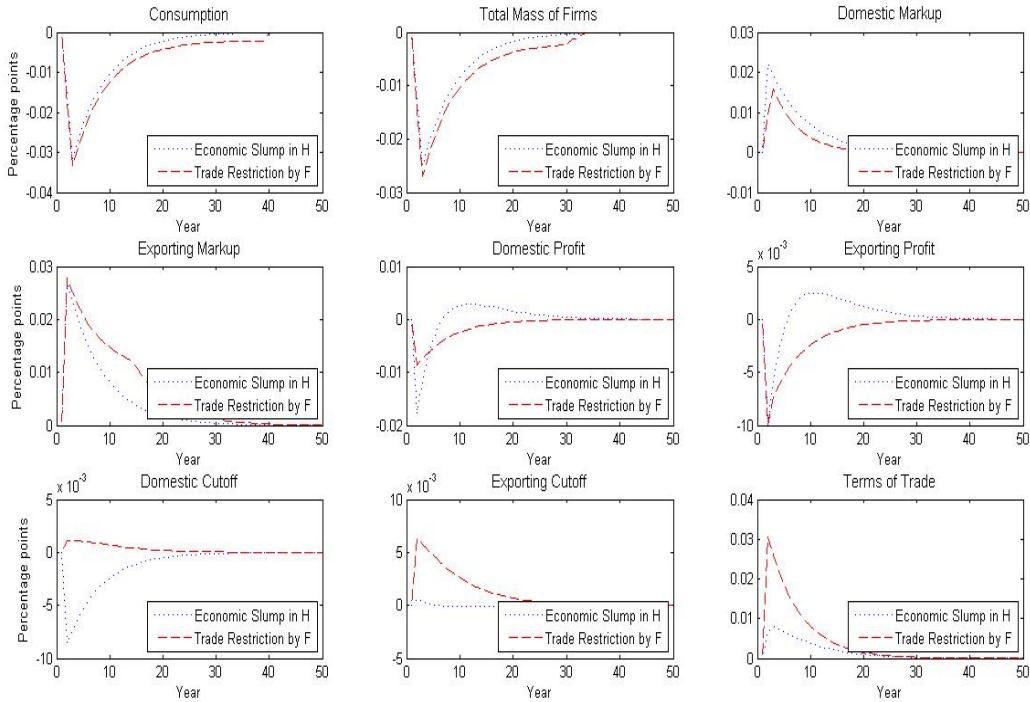 Consumption
Percentage points
0
-0.01
-0.02
-0.03
-0.04
Economic Slump in H
Trade Restriction by F
0 10 20 30 40 50
Year
Total Mass of Firms
0
-0.01
-0.02
-0.03
Economic Slump in H
Trade Restriction by F
0 10 20 30 40 50
Year
Domestic Markup
0.03
0.02
0.01
0
-0.01
Economic Slump in H
Trade Restriction by F
0 10 20 30 40 50
Year
Exporting Markup
Percentage points
0.03
0.02
0.01
0
Economic Slump in H
Trade Restriction by F
0 10 20 30 40 50
Year
Domestic Profit
0.01
0
-0.01
-0.02
Economic Slump in H
Trade Restriction by F
0 10 20 30 40 50
Year
Exporting Profit
x 10-3
5
0
-5
-10
Economic Slump in H
Trade Restriction by F
0 10 20 30 40 50
Year
Domestic Cutoff
x 10-3
Percentage points
5
0
-5
-10
Economic Slump in H
Trade Restriction by F
0 10 20 30 40 50
Year
Exporting Cutoff
x 10-3
10
5
0
-5
Economic Slump in H
Trade Restriction by F
0 10 20 30 40 50
Year
Terms of Trade
0.04
0.03
0.02
0.01
0
Economic Slump in H
Trade Restriction by F
0 10 20 30 40 50
Year